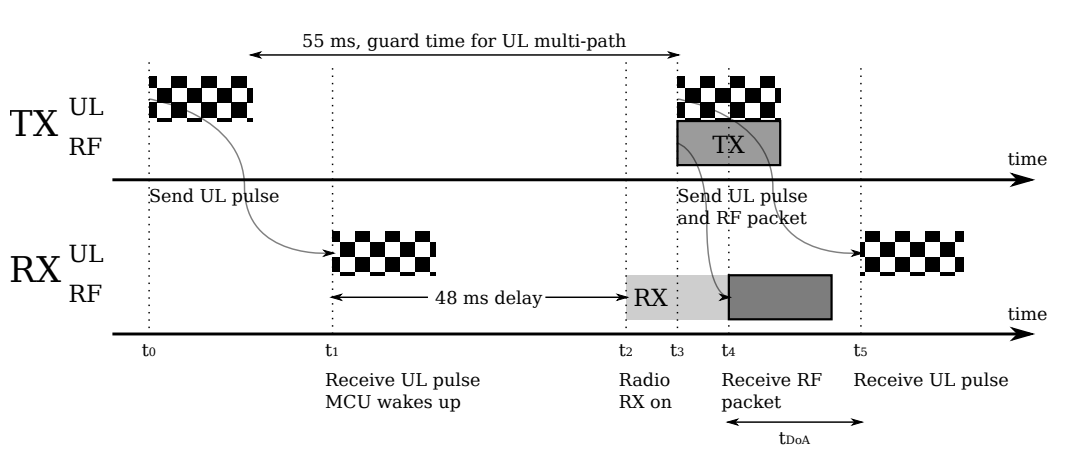 55 ms, guard time for UL multi-path
TX UL
RF
TX
time
Send UL pulse
Send UL pulse
and RF packet
RX UL
RF
48 ms delay
RX
time
t0 t1 t2 t3 t4 t5
Receive UL pulse
MCU wakes up
Radio
RX on
Receive RF
packet
Receive UL pulse
tDoA